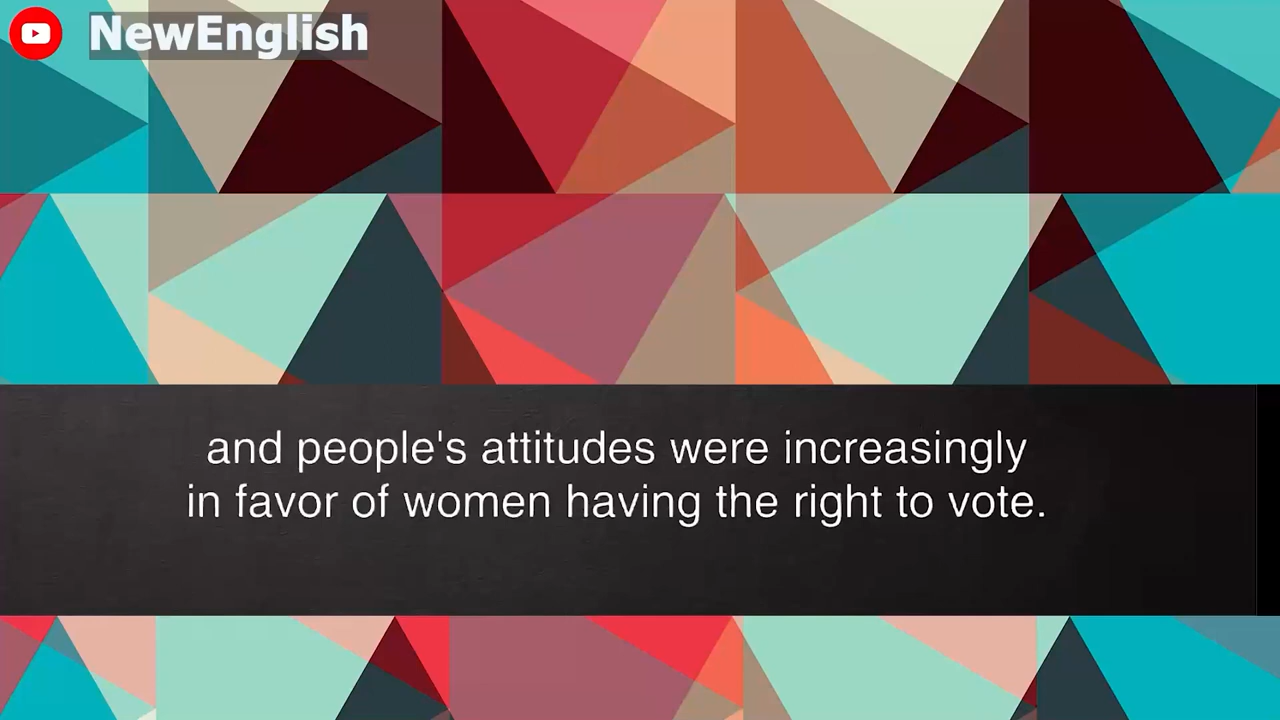 NewEnglish
and people's attitudes were increasingly
in favor of women having the right to vote.